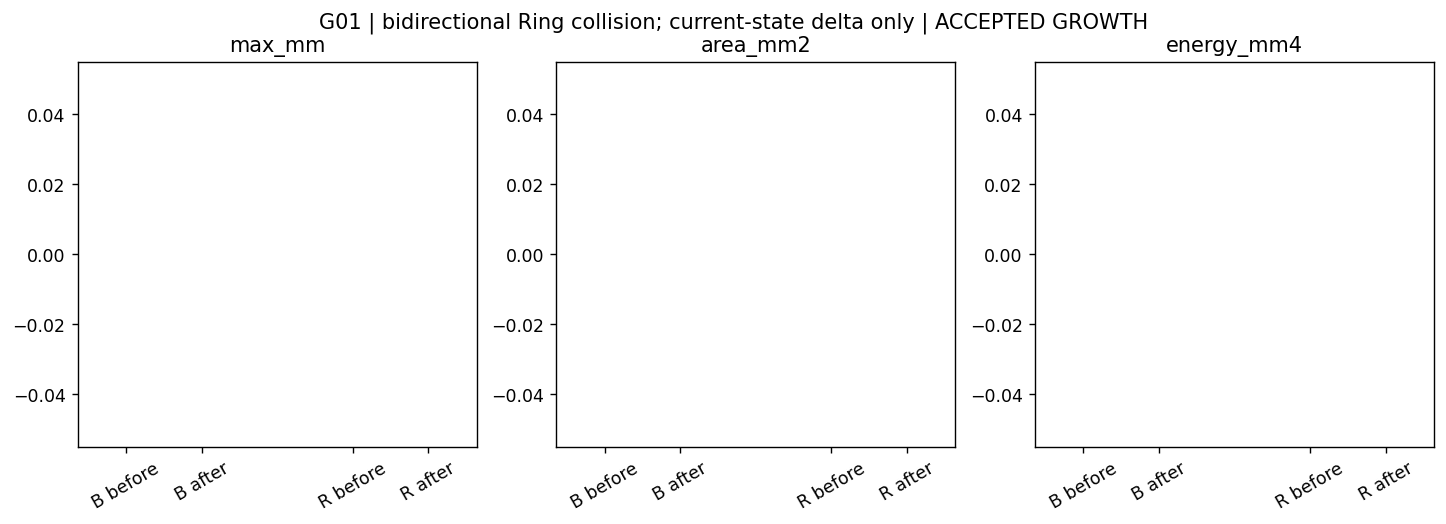 G01 | bidirectional Ring collision; current-state delta only | ACCEPTED GROWTH
max_mm
0.04
0.02
0.00
−0.02
−0.04
B before
B after
R before
R after
area_mm2
0.04
0.02
0.00
−0.02
−0.04
B before
B after
R before
R after
energy_mm4
0.04
0.02
0.00
−0.02
−0.04
B before
B after
R before
R after